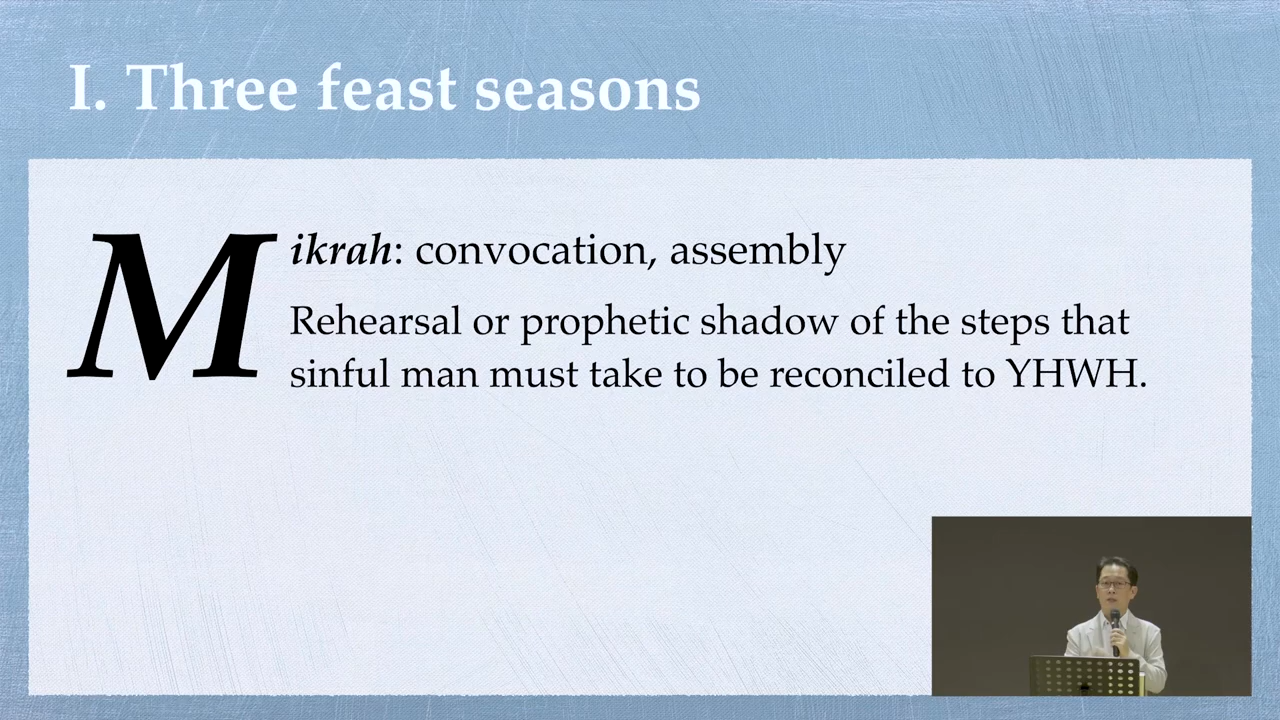 I. Three feast seasons
Mikrah: convocation, assembly
Rehearsal or prophetic shadow of the steps that
sinful man must take to be reconciled to YHWH.